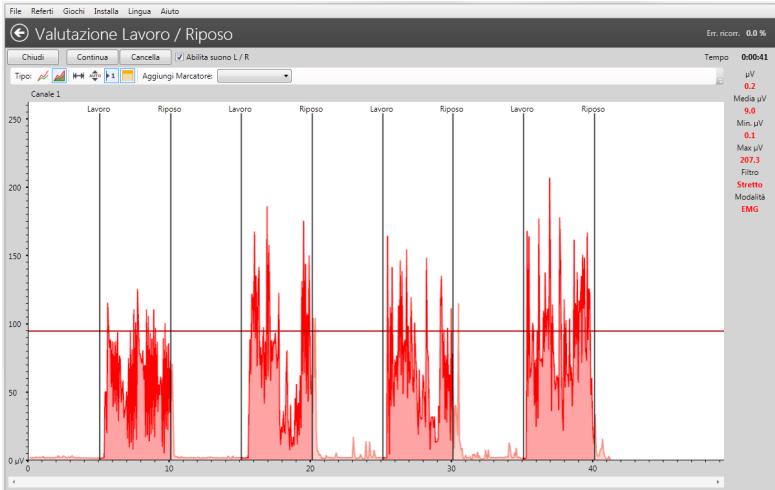 File Referti Giochi Installa Lingua Aiuto
Valutazione Lavoro / Riposo
Err. ricorr. 0.0 %
Chiudi Continua Cancella Abilita suono L / R
Tempo 0:00:41
Tipo: AUTO 1 Aggiungi Marcatore:
Canale 1
Lavoro Riposo Lavoro Riposo Lavoro Riposo Lavoro Riposo
250
200
150
100
50
0 µV
0 10 20 30 40
µV
0.2
Media µV
9.0
Min. µV
0.1
Max µV
207.3
Filtro
Stretto
Modalità
EMG